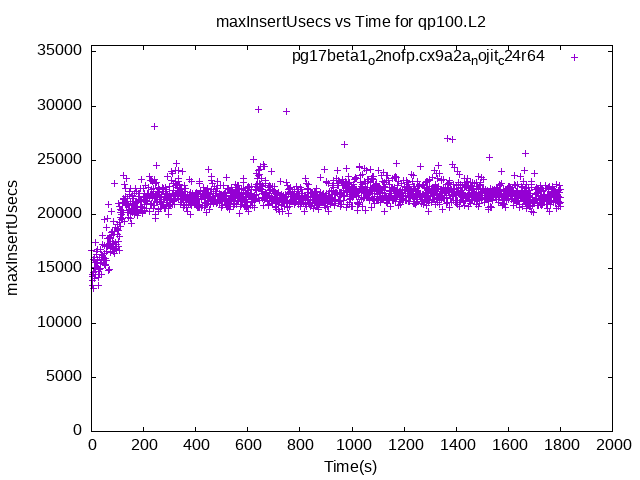 maxInsertUsecs vs Time for qp100.L2
pg17beta1_o2nofp.cx9a2a_nojit_c24r64
35000
30000
25000
20000
15000
10000
5000
0
maxInsertUsecs
0 200 400 600 800 1000 1200 1400 1600 1800 2000
Time(s)